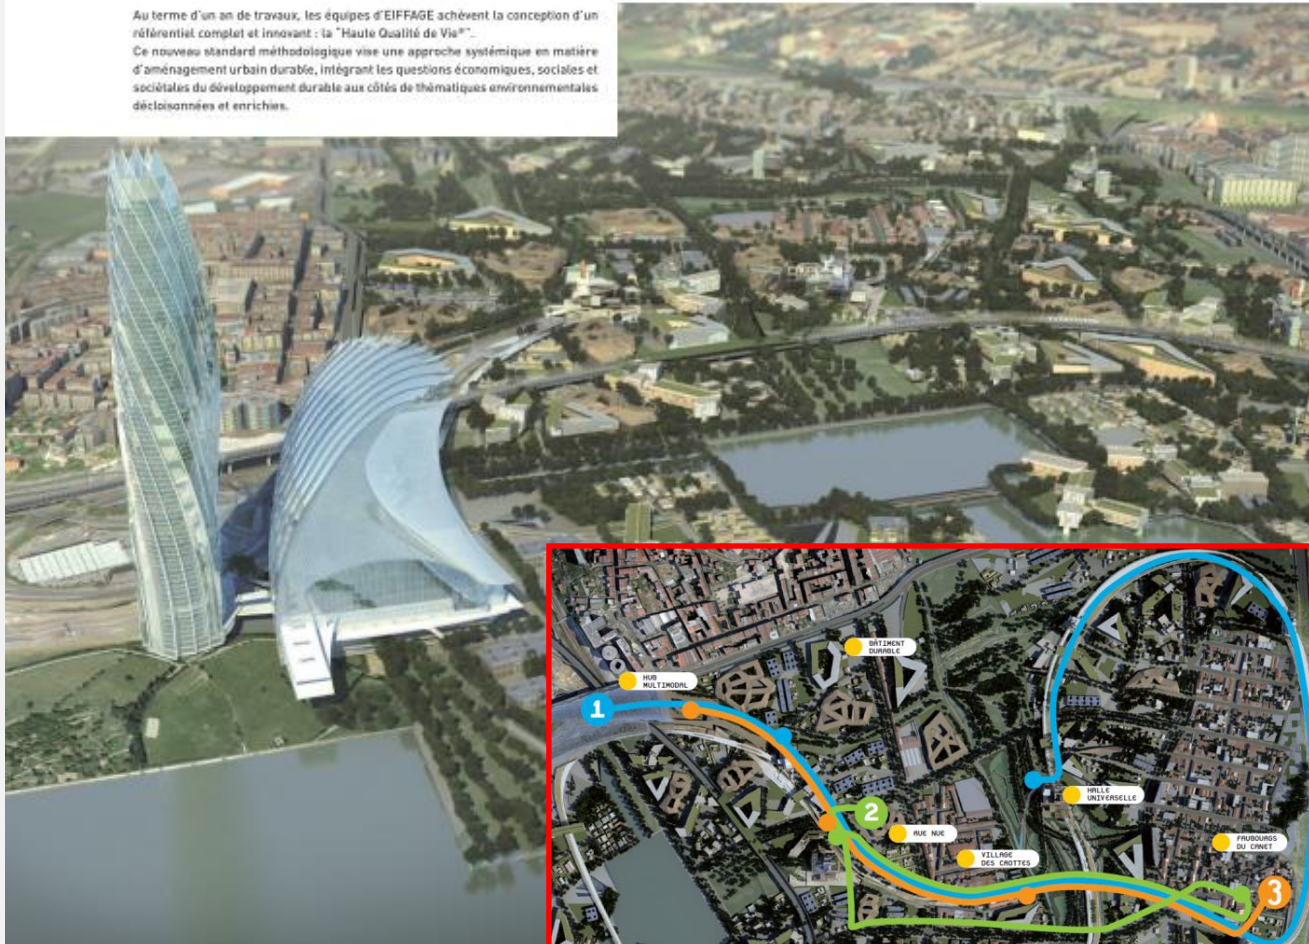 Au terme d'un an de travaux, les équipes d'EIFFAGE achèvent la conception d'un
référentiel complet et innovant : la "Haute Qualité de Vie®".
Ce nouveau standard méthodologique vise une approche systémique en matière
d'aménagement urbain durable, intégrant les questions économiques, sociales et
sociétales du développement durable aux côtés de thématiques environnementales
décloisonnées et enrichies.
BÂTIMENT
DURABLE
HUB
MULTIMODAL
1
HALLE
UNIVERSELLE
2
RUE NUE
FAUBOURGS
DU CANET
VILLAGE
DES CROTTES
3